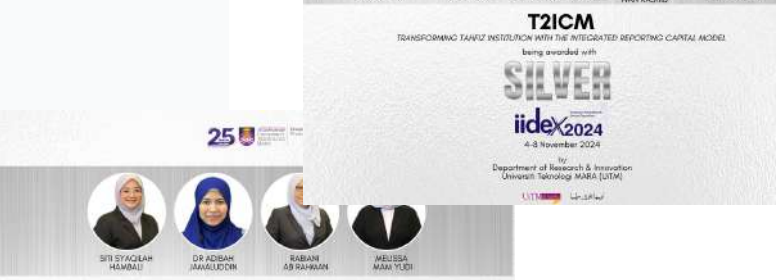 T2ICM
TRANSFORMING TAHFIZ INSTITUTION WITH THE INTEGRATED REPORTING CAPITAL MODEL
being awarded with
SILVER
iidex2024
4-8 November 2024
by
Department of Research & Innovation
Universiti Teknologi MARA (UiTM)
25
SITI SYAQILAH
HAMBALI
DR ADIBAH
JAMALUDDIN
RABIANI
AB RAHMAN
MELISSA
MAM YUDI